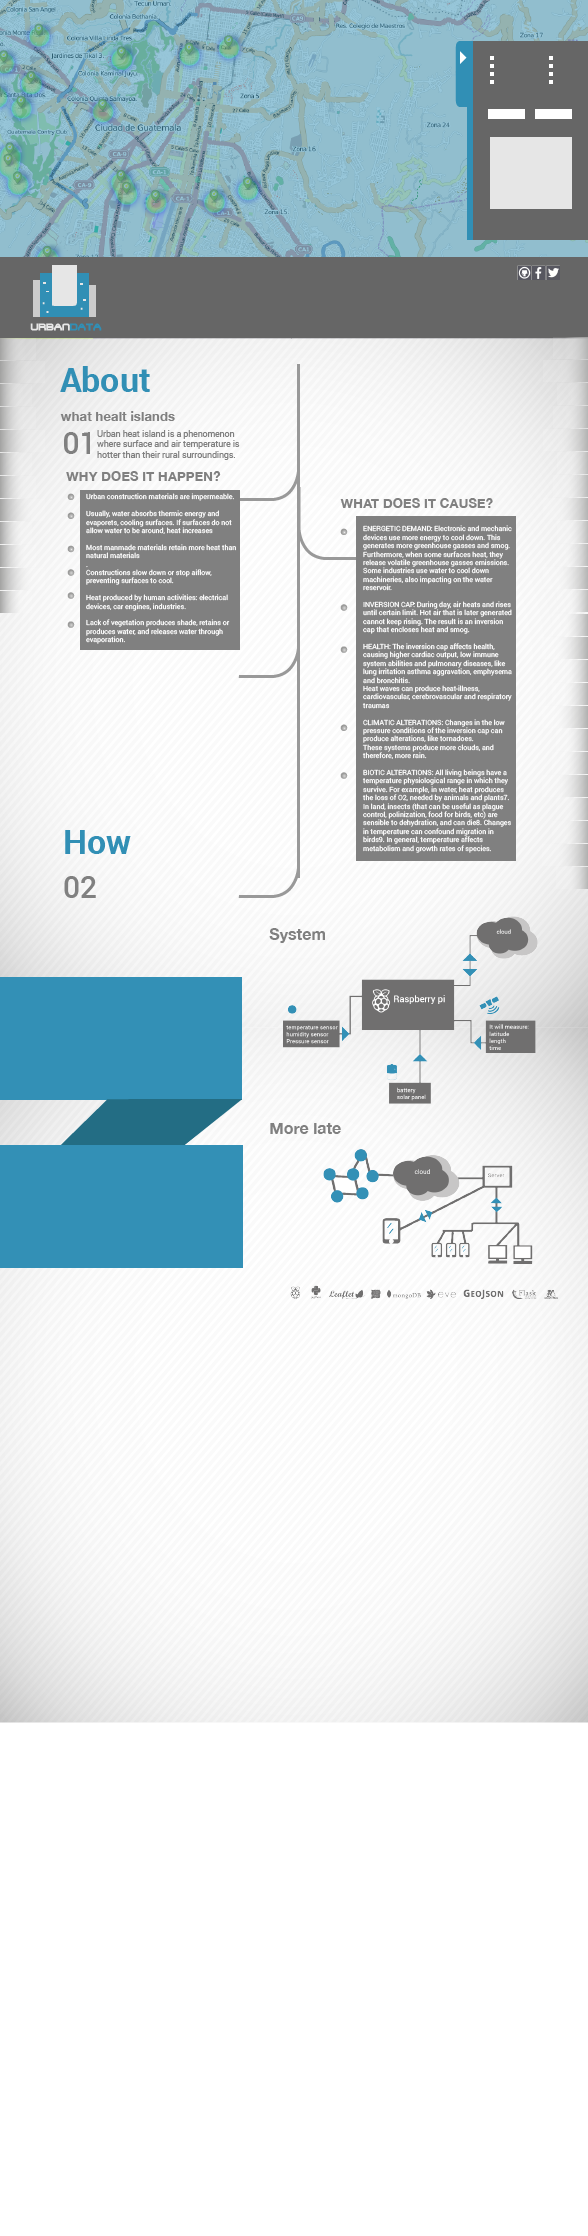 Tecun Uman
Colonia San Angel
Colonia Bethania
Res. Colegio de Maestros
Zona 17
Jardines de Tikal 3.
Colonia Villa Linda Tres
Colonia Kaminal Juyu
Zona 5
Colonia Quinta Samayoa
Ciudad de Guatemala
Zona 24
Zona 16
CA-9
CA-1
CA-9
CA-1
Zona 15
CA-1
URBANDATA
About
what healt islands
01
Urban heat island is a phenomenon
where surface and air temperature is
hotter than their rural surroundings.
WHY DOES IT HAPPEN?
Urban construction materials are impermeable.
Usually, water absorbs thermic energy and
evaporets, cooling surfaces. If surfaces do not
allow water to be around, heat increases
Most manmade materials retain more heat than
natural materials
.
Constructions slow down or stop aiflow,
preventing surfaces to cool.
Heat produced by human activities: electrical
devices, car engines, industries.
Lack of vegetation produces shade, retains or
produces water, and releases water through
evaporation.
WHAT DOES IT CAUSE?
ENERGETIC DEMAND: Electronic and mechanic
devices use more energy to cool down. This
generates more greenhouse gasses and smog.
Furthermore, when some surfaces heat, they
release volatile greenhouse gasses emissions.
Some industries use water to cool down
machineries, also impacting on the water
reservoir.
INVERSION CAP: During day, air heats and rises
until certain limit. Hot air that is later generated
cannot keep rising. The result is an inversion
cap that encloses heat and smog.
HEALTH: The inversion cap affects health,
causing higher cardiac output, low immune
system abilities and pulmonary diseases, like
lung irritation asthma aggravation, emphysema
and bronchitis.
Heat waves can produce heat-illness,
cardiovascular, cerebrovascular and respiratory
traumas
CLIMATIC ALTERATIONS: Changes in the low
pressure conditions of the inversion cap can
produce alterations, like tornadoes.
These systems produce more clouds, and
therefore, more rain.
BIOTIC ALTERATIONS: All living beings have a
temperature physiological range in which they
survive. For example, in water, heat produces
the loss of O2, needed by animals and plants7.
In land, insects (that can be useful as plague
control, polinization, food for birds, etc) are
sensible to dehydration, and can die8. Changes
in temperature can confound migration in
birds9. In general, temperature affects
metabolism and growth rates of species.
How
02
System
cloud
Raspberry pi
temperature sensor
humidity sensor
Pressure sensor
It will measure:
latitude
length
time
battery
solar panel
More late
cloud
Server
Leaflet
mongoDB
eve
GEOJSON
Flask